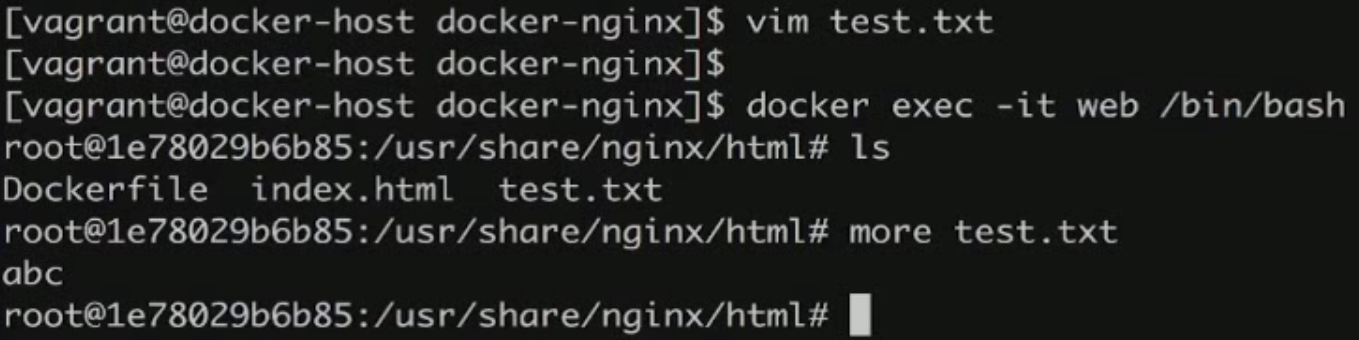 [vagrant@docker-host docker-nginx]$ vim test.txt
[vagrant@docker-host docker-nginx]$
[vagrant@docker-host docker-nginx]$ docker exec -it web /bin/bash
root@1e78029b6b85:/usr/share/nginx/html# ls
Dockerfile  index.html  test.txt
root@1e78029b6b85:/usr/share/nginx/html# more test.txt
abc
root@1e78029b6b85:/usr/share/nginx/html#